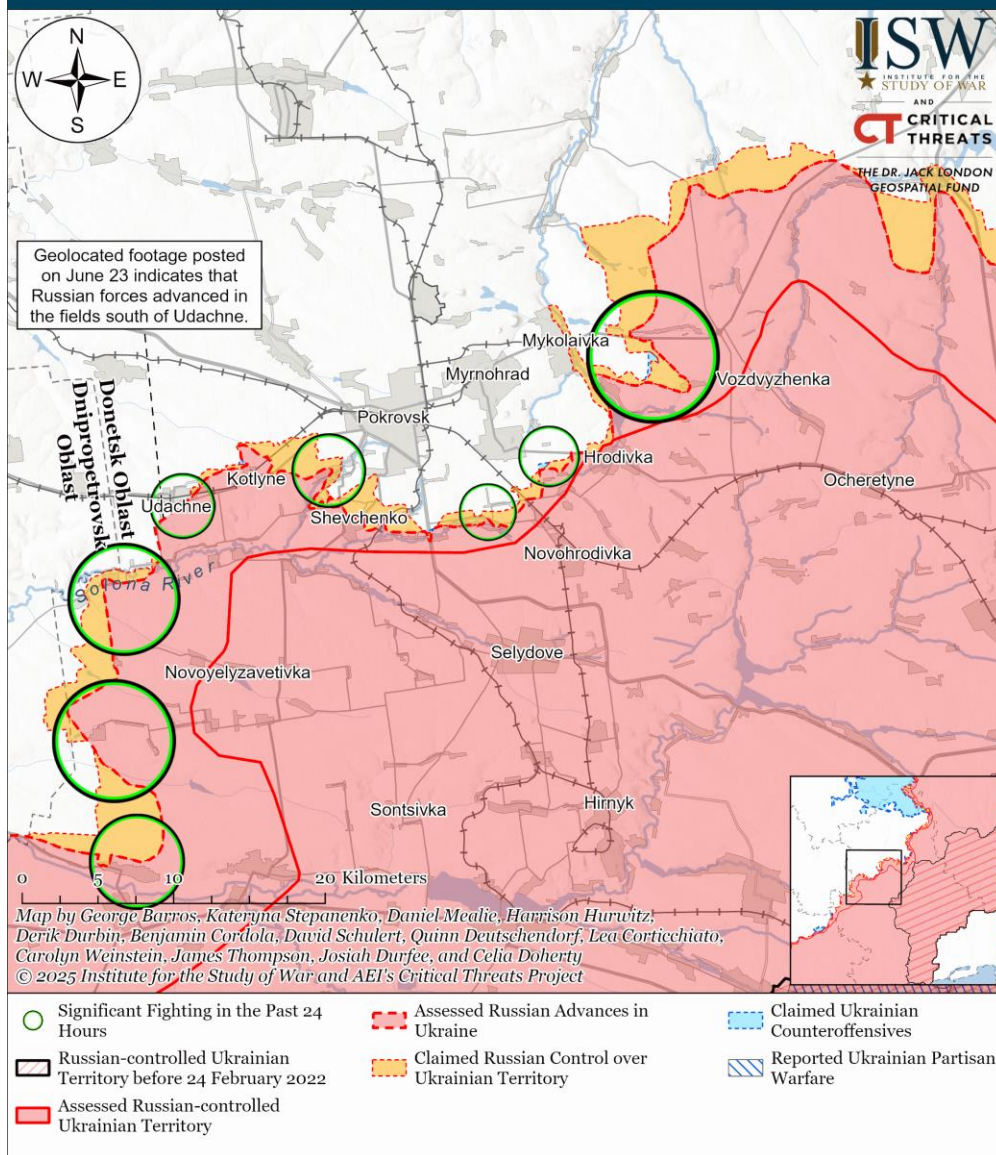 N
W
E
S
ISW
INSTITUTE FOR THE
STUDY OF WAR
AND
CT CRITICAL
THREATS
THE DR. JACK LONDON
GEOSPATIAL FUND
Geolocated footage posted
on June 23 indicates that
Russian forces advanced in
the fields south of Udachne.
Mykolaivka
Myrnohrad
Vozdvyzhenka
Pokrovsk
Donetsk Oblast
Dnipropetrovsk
Oblast
Kotlyne
Hrodivka
Udachne
Shevchenko
Ocheretyne
Novohrodivka
Solona River
Selydove
Novoyelyzavetivka
Sontsivka
Hirnyk
0 5 10 20 Kilometers
Map by George Barros, Kateryna Stepanenko, Daniel Mealie, Harrison Hurwitz,
Derik Durbin, Benjamin Cordola, David Schulert, Quinn Deutschendorf, Lea Corticchiato,
Carolyn Weinstein, James Thompson, Josiah Durfee, and Celia Doherty
© 2025 Institute for the Study of War and AEI's Critical Threats Project
Significant Fighting in the Past 24
Hours
Russian-controlled Ukrainian
Territory before 24 February 2022
Assessed Russian-controlled
Ukrainian Territory
Assessed Russian Advances in
Ukraine
Claimed Russian Control over
Ukrainian Territory
Claimed Ukrainian
Counteroffensives
Reported Ukrainian Partisan
Warfare